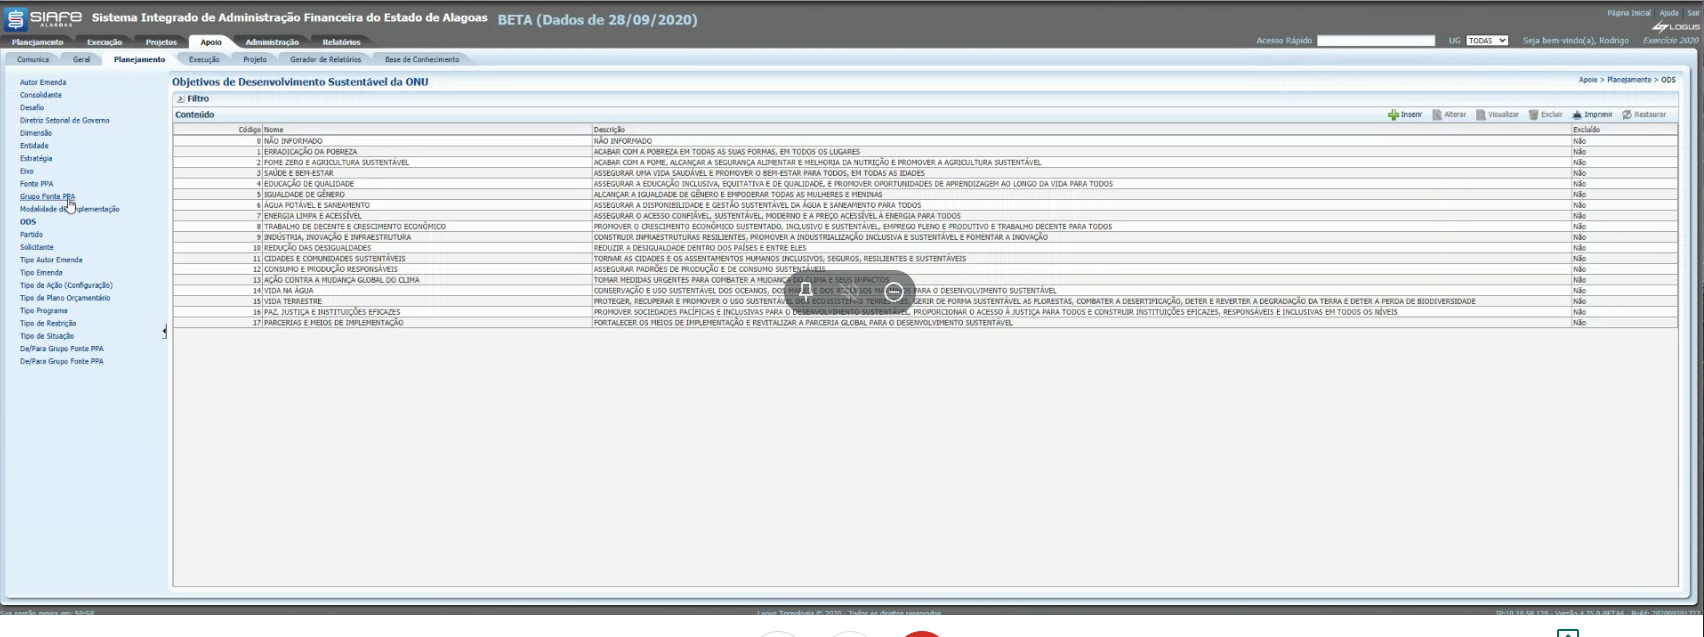 SIAFE
ALAGOAS
Sistema Integrado de Administração Financeira do Estado de Alagoas
BETA (Dados de 28/09/2020)
Página Inicial | Ajuda | Sair
LOGUS
Planejamento Execução Projetos Apoio Administração Relatórios
Acesso Rápido UG TODAS Seja bem-vindo(a), Rodrigo Exercício 2020
Comunica Geral Planejamento Execução Projeto Gerador de Relatórios Base de Conhecimento
Autor Emenda
Consolidante
Desafio
Diretriz Setorial de Governo
Dimensão
Entidade
Estratégia
Eixo
Fonte PPA
Grupo Fonte PPA
Modalidade de Implementação
ODS
Partido
Solicitante
Tipo Autor Emenda
Tipo Emenda
Tipo de Ação (Configuração)
Tipo de Plano Orçamentário
Tipo Programa
Tipo de Restrição
Tipo de Situação
De/Para Grupo Fonte PPA
De/Para Grupo Fonte PPA
Objetivos de Desenvolvimento Sustentável da ONU
Apoio > Planejamento > ODS
Filtro
Conteúdo
Inserir Alterar Visualizar Excluir Imprimir Restaurar
Código Nome Descrição Excluído
0 NÃO INFORMADO NÃO INFORMADO Não
1 ERRADICAÇÃO DA POBREZA ACABAR COM A POBREZA EM TODAS AS SUAS FORMAS, EM TODOS OS LUGARES Não
2 FOME ZERO E AGRICULTURA SUSTENTÁVEL ACABAR COM A FOME, ALCANÇAR A SEGURANÇA ALIMENTAR E MELHORIA DA NUTRIÇÃO E PROMOVER A AGRICULTURA SUSTENTÁVEL Não
3 SAÚDE E BEM-ESTAR ASSEGURAR UMA VIDA SAUDÁVEL E PROMOVER O BEM-ESTAR PARA TODOS, EM TODAS AS IDADES Não
4 EDUCAÇÃO DE QUALIDADE ASSEGURAR A EDUCAÇÃO INCLUSIVA, EQUITATIVA E DE QUALIDADE, E PROMOVER OPORTUNIDADES DE APRENDIZAGEM AO LONGO DA VIDA PARA TODOS Não
5 IGUALDADE DE GÊNERO ALCANÇAR A IGUALDADE DE GÊNERO E EMPODERAR TODAS AS MULHERES E MENINAS Não
6 ÁGUA POTÁVEL E SANEAMENTO ASSEGURAR A DISPONIBILIDADE E GESTÃO SUSTENTÁVEL DA ÁGUA E SANEAMENTO PARA TODOS Não
7 ENERGIA LIMPA E ACESSÍVEL ASSEGURAR O ACESSO CONFIÁVEL, SUSTENTÁVEL, MODERNO E A PREÇO ACESSÍVEL À ENERGIA PARA TODOS Não
8 TRABALHO DE DECENTE E CRESCIMENTO ECONÔMICO PROMOVER O CRESCIMENTO ECONÔMICO SUSTENTADO, INCLUSIVO E SUSTENTÁVEL, EMPREGO PLENO E PRODUTIVO E TRABALHO DECENTE PARA TODOS Não
9 INDÚSTRIA, INOVAÇÃO E INFRAESTRUTURA CONSTRUIR INFRAESTRUTURAS RESILIENTES, PROMOVER A INDUSTRIALIZAÇÃO INCLUSIVA E SUSTENTÁVEL E FOMENTAR A INOVAÇÃO Não
10 REDUÇÃO DAS DESIGUALDADES REDUZIR A DESIGUALDADE DENTRO DOS PAÍSES E ENTRE ELES Não
11 CIDADES E COMUNIDADES SUSTENTÁVEIS TORNAR AS CIDADES E OS ASSENTAMENTOS HUMANOS INCLUSIVOS, SEGUROS, RESILIENTES E SUSTENTÁVEIS Não
12 CONSUMO E PRODUÇÃO RESPONSÁVEIS ASSEGURAR PADRÕES DE PRODUÇÃO E DE CONSUMO SUSTENTÁVEIS Não
13 AÇÃO CONTRA A MUDANÇA GLOBAL DO CLIMA TOMAR MEDIDAS URGENTES PARA COMBATER A MUDANÇA DO CLIMA E SEUS IMPACTOS Não
14 VIDA NA ÁGUA CONSERVAÇÃO E USO SUSTENTÁVEL DOS OCEANOS, DOS MARES E DOS RECURSOS MARINHOS PARA O DESENVOLVIMENTO SUSTENTÁVEL Não
15 VIDA TERRESTRE PROTEGER, RECUPERAR E PROMOVER O USO SUSTENTÁVEL DOS ECOSSISTEMAS TERRESTRES, GERIR DE FORMA SUSTENTÁVEL AS FLORESTAS, COMBATER A DESERTIFICAÇÃO, DETER E REVERTER A DEGRADAÇÃO DA TERRA E DETER A PERDA DE BIODIVERSIDADE Não
16 PAZ, JUSTIÇA E INSTITUIÇÕES EFICAZES PROMOVER SOCIEDADES PACÍFICAS E INCLUSIVAS PARA O DESENVOLVIMENTO SUSTENTÁVEL, PROPORCIONAR O ACESSO À JUSTIÇA PARA TODOS E CONSTRUIR INSTITUIÇÕES EFICAZES, RESPONSÁVEIS E INCLUSIVAS EM TODOS OS NÍVEIS Não
17 PARCERIAS E MEIOS DE IMPLEMENTAÇÃO FORTALECER OS MEIOS DE IMPLEMENTAÇÃO E REVITALIZAR A PARCERIA GLOBAL PARA O DESENVOLVIMENTO SUSTENTÁVEL Não
Sua sessão expira em: 59:59
Logus Tecnologia © 2020 - Todos os direitos reservados